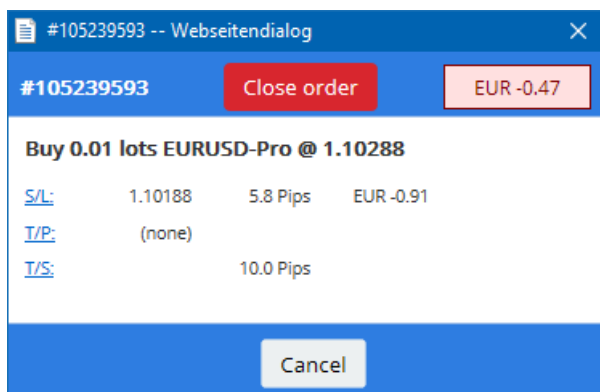 #105239593 -- Webseitendialog
#105239593 Close order EUR -0.47
Buy 0.01 lots EURUSD-Pro @ 1.10288
S/L: 1.10188 5.8 Pips EUR -0.91
T/P: (none)
T/S: 10.0 Pips
Cancel